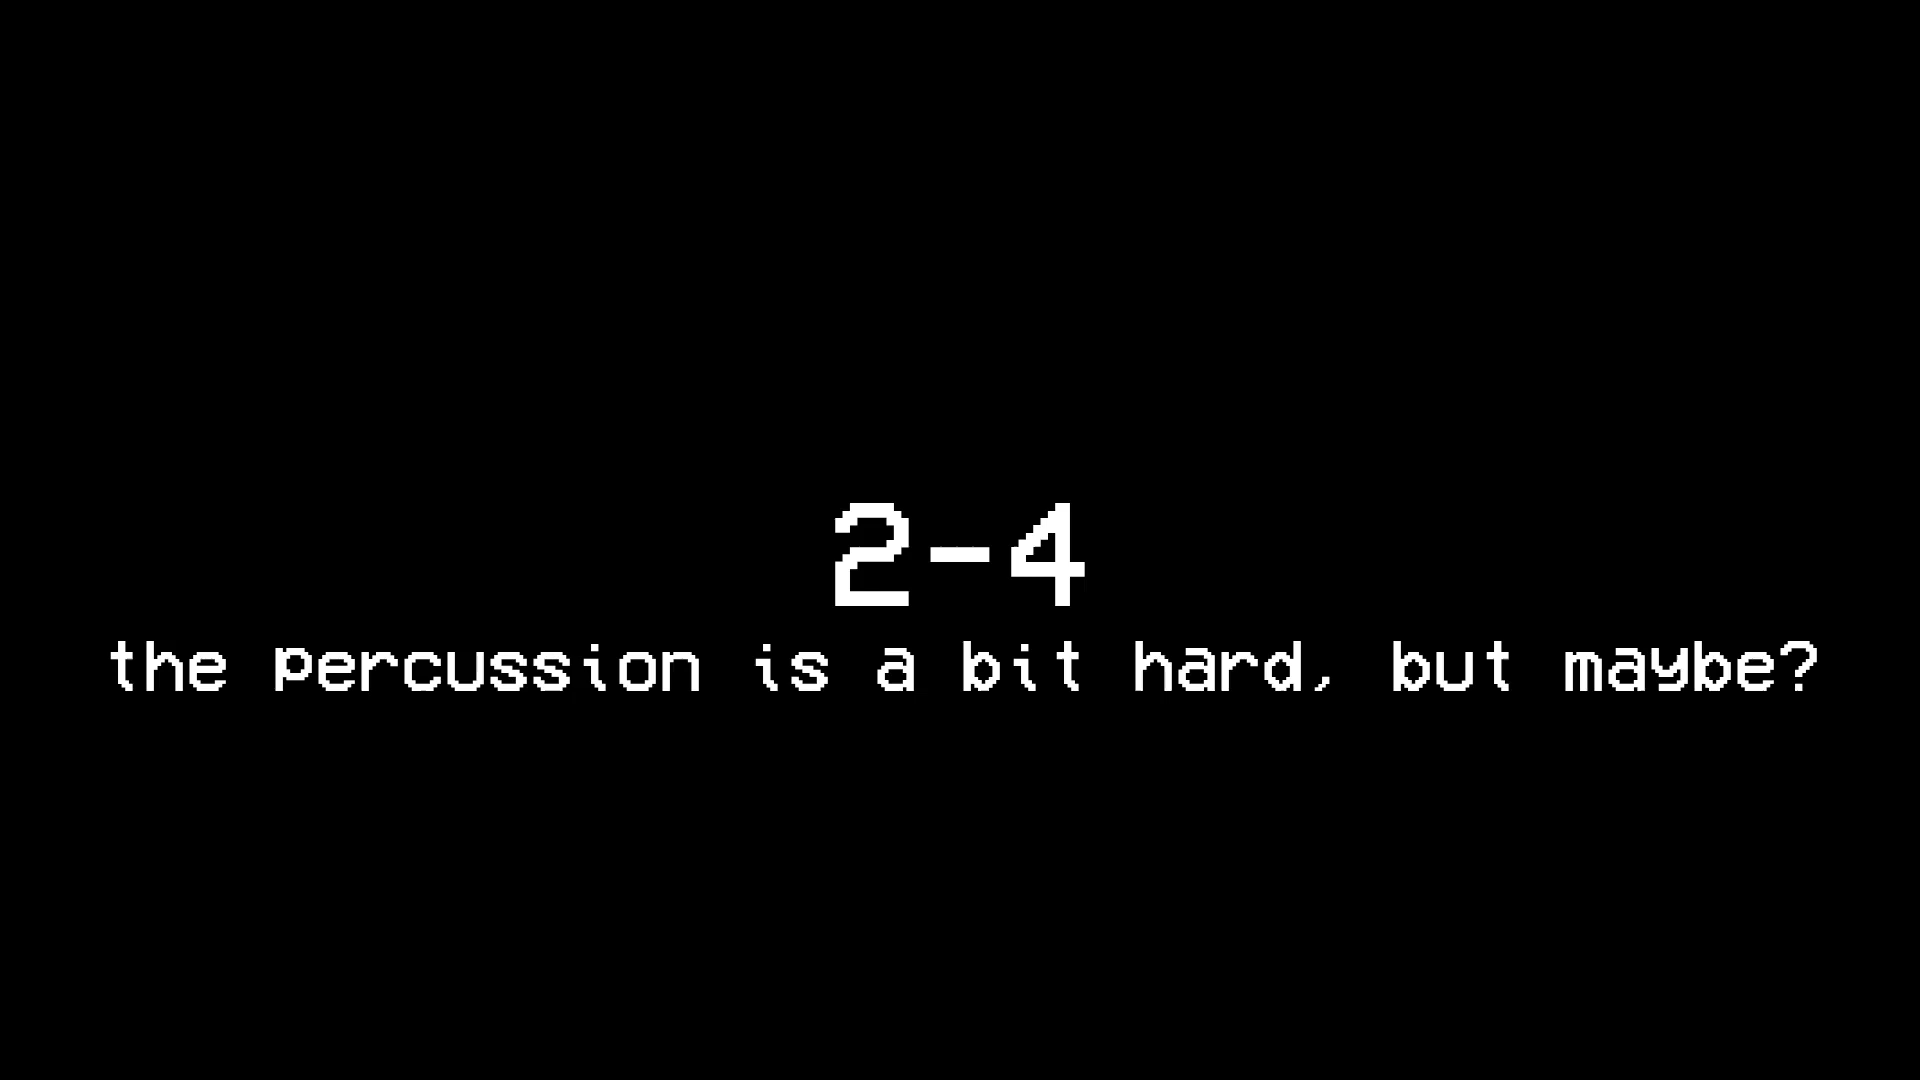 2-4
the percussion is a bit hard, but maybe?